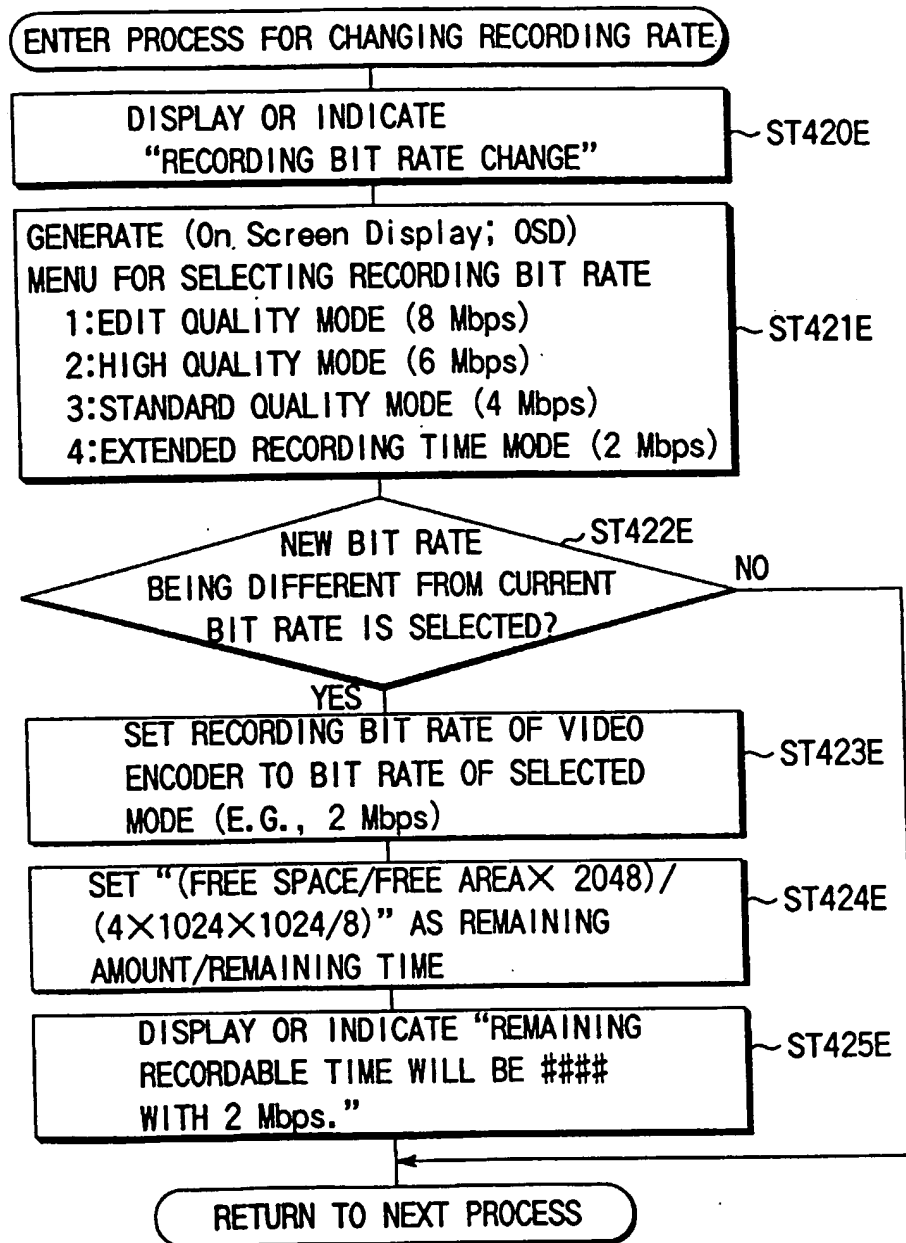 ENTER PROCESS FOR CHANGING RECORDING RATE
DISPLAY OR INDICATE
“RECORDING BIT RATE CHANGE”
ST420E
GENERATE (On Screen Display; OSD)
MENU FOR SELECTING RECORDING BIT RATE
1:EDIT QUALITY MODE (8 Mbps)
2:HIGH QUALITY MODE (6 Mbps)
3:STANDARD QUALITY MODE (4 Mbps)
4:EXTENDED RECORDING TIME MODE (2 Mbps)
ST421E
ST422E
NEW BIT RATE
BEING DIFFERENT FROM CURRENT
BIT RATE IS SELECTED?
NO
YES
SET RECORDING BIT RATE OF VIDEO
ENCODER TO BIT RATE OF SELECTED
MODE (E.G., 2 Mbps)
ST423E
SET “(FREE SPACE/FREE AREA× 2048)/
(4×1024×1024/8)” AS REMAINING
AMOUNT/REMAINING TIME
ST424E
DISPLAY OR INDICATE “REMAINING
RECORDABLE TIME WILL BE ####
WITH 2 Mbps.”
ST425E
RETURN TO NEXT PROCESS